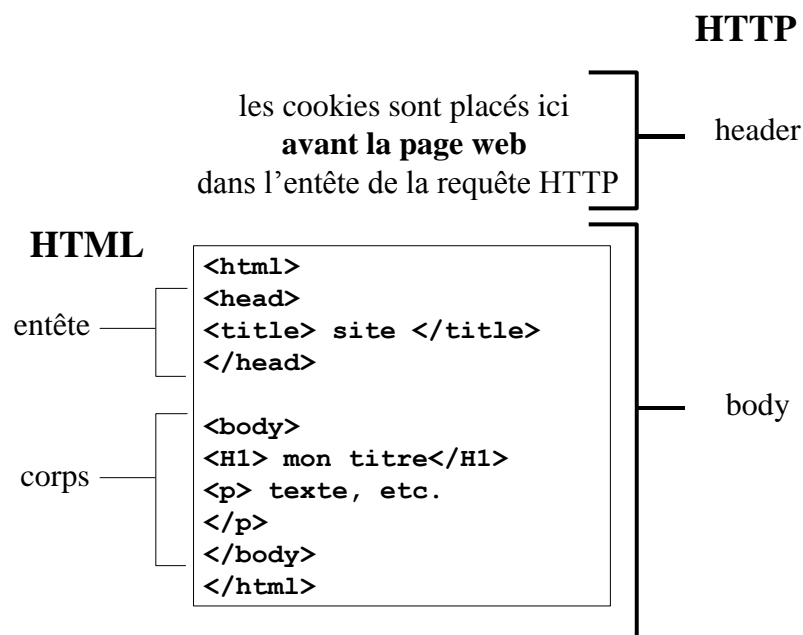 HTTP
les cookies sont placés ici
avant la page web
dans l’entête de la requête HTTP
header
HTML
entête
corps
<html>
<head>
<title> site </title>
</head>
<body>
<H1> mon titre</H1>
<p> texte, etc.
</p>
</body>
</html>
body